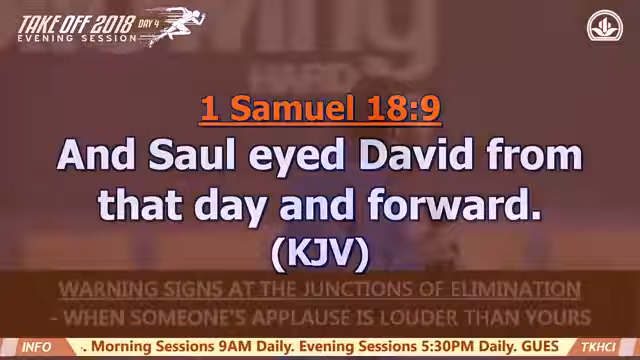 TAKE OFF 2018 DAY 4
EVENING SESSION
HARD
1 Samuel 18:9
And Saul eyed David from
that day and forward.
(KJV)
WARNING SIGNS AT THE JUNCTIONS OF ELIMINATION
- WHEN SOMEONE'S APPLAUSE IS LOUDER THAN YOURS
INFO •. Morning Sessions 9AM Daily. Evening Sessions 5:30PM Daily. GUES TKHCI